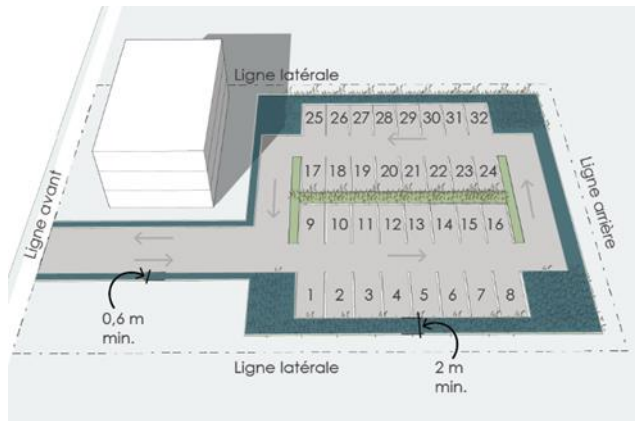 Ligne latérale
25 26 27 28 29 30 31 32
17 18 19 20 21 22 23 24
Ligne avant
Ligne arrière
9 10 11 12 13 14 15 16
1 2 3 4 5 6 7 8
0,6 m
min.
Ligne latérale
2 m
min.